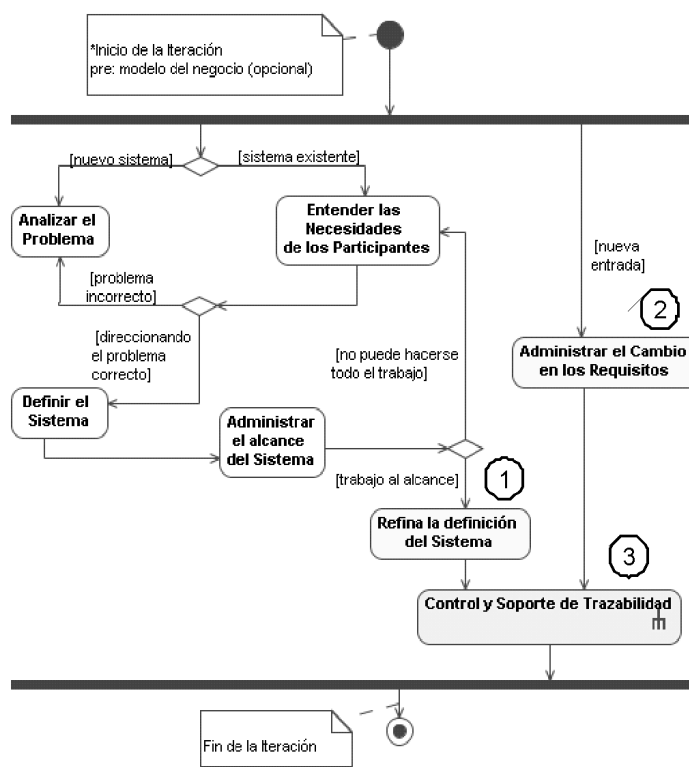 *Inicio de la Iteración
pre: modelo del negocio (opcional)
[nuevo sistema]
[sistema existente]
Analizar el
Problema
Entender las
Necesidades
de los Participantes
[nueva
entrada]
[problema
incorrecto]
2
[direccionando
el problema
correcto]
[no puede hacerse
todo el trabajo]
Administrar el Cambio
en los Requisitos
Definir el
Sistema
Administrar
el alcance
del Sistema
[trabajo al alcance]
1
Refina la definición
del Sistema
3
Control y Soporte de Trazabilidad
Fin de la Iteración